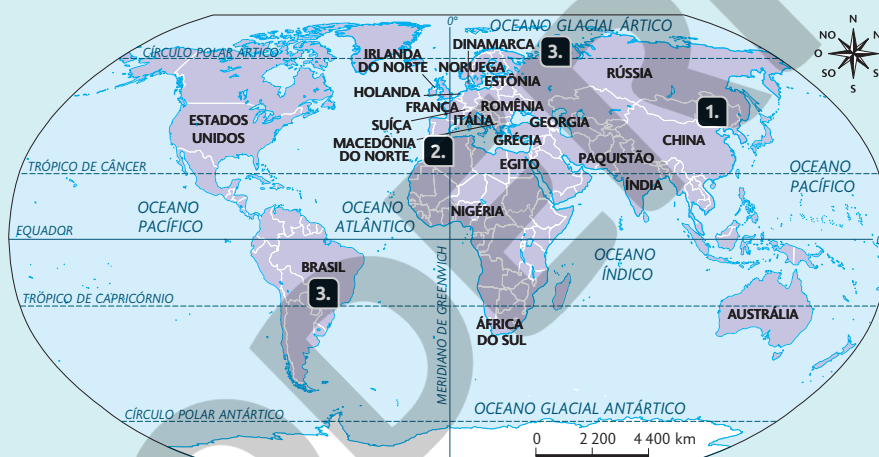 0°
OCEANO GLACIAL ÁRTICO
N
NO
N
O
SO
S
S
CÍRCULO POLAR ÁRTICO
DINAMARCA
3.
IRLANDA
DO NORTE
NORUEGA
ESTÔNIA
RÚSSIA
HOLANDA
FRANÇA
ROMÊNIA
1.
ESTADOS
UNIDOS
SUÍÇA
ITÁLIA
GEORGIA
MACEDÔNIA
DO NORTE
2.
GRÉCIA
CHINA
EGITO
PAQUISTÃO
TRÓPICO DE CÂNCER
ÍNDIA
OCEANO
PACÍFICO
OCEANO
PACÍFICO
OCEANO
ATLÂNTICO
NIGÉRIA
EQUADOR
OCEANO
ÍNDICO
BRASIL
3.
MERIDIANO DE GREENWICH
TRÓPICO DE CAPRICÓRNIO
ÁFRICA
DO SUL
AUSTRÁLIA
CÍRCULO POLAR ANTÁRTICO
OCEANO GLACIAL ANTÁRTICO
0 2 200 4 400 km